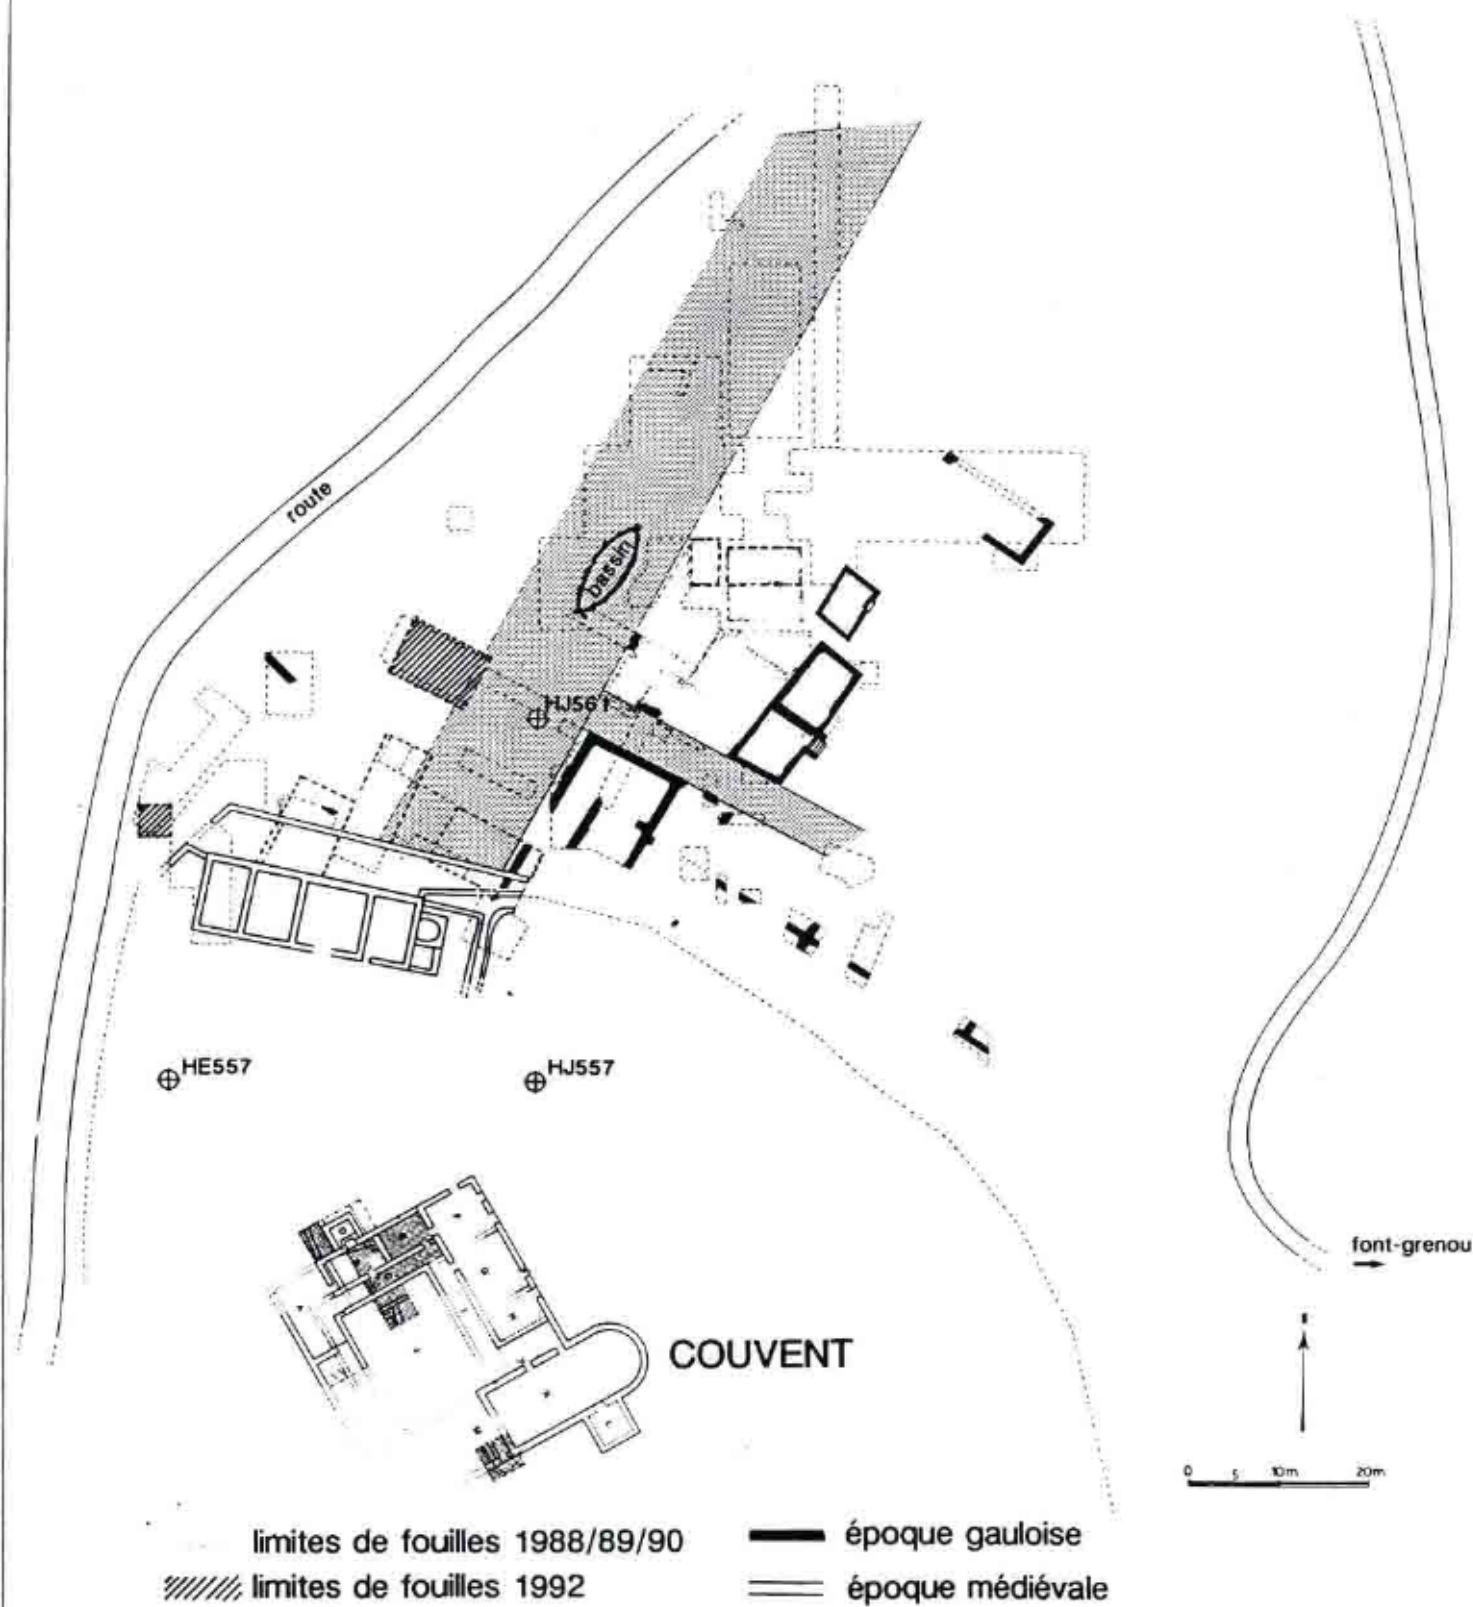 route
bassin
HJ561
HE557
HJ557
font-grenou
COUVENT
0 5 10m 20m
limites de fouilles 1988/89/90
limites de fouilles 1992
époque gauloise
époque médiévale